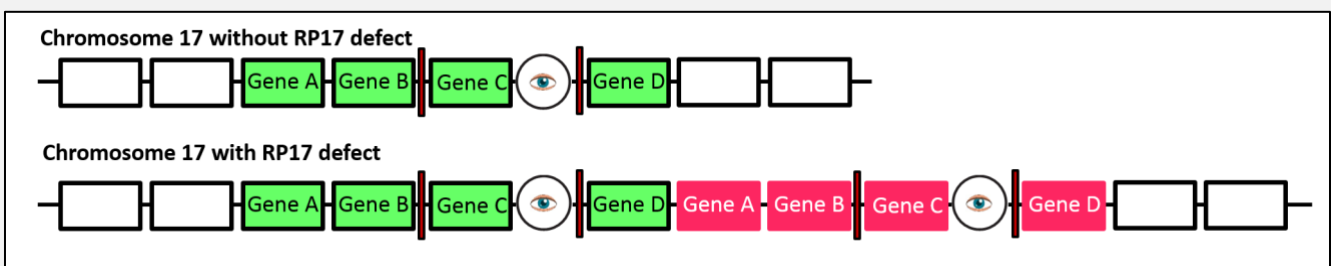 Chromosome 17 without RP17 defect
Gene A Gene B Gene C Gene D
Chromosome 17 with RP17 defect
Gene A Gene B Gene C Gene D Gene A Gene B Gene C Gene D